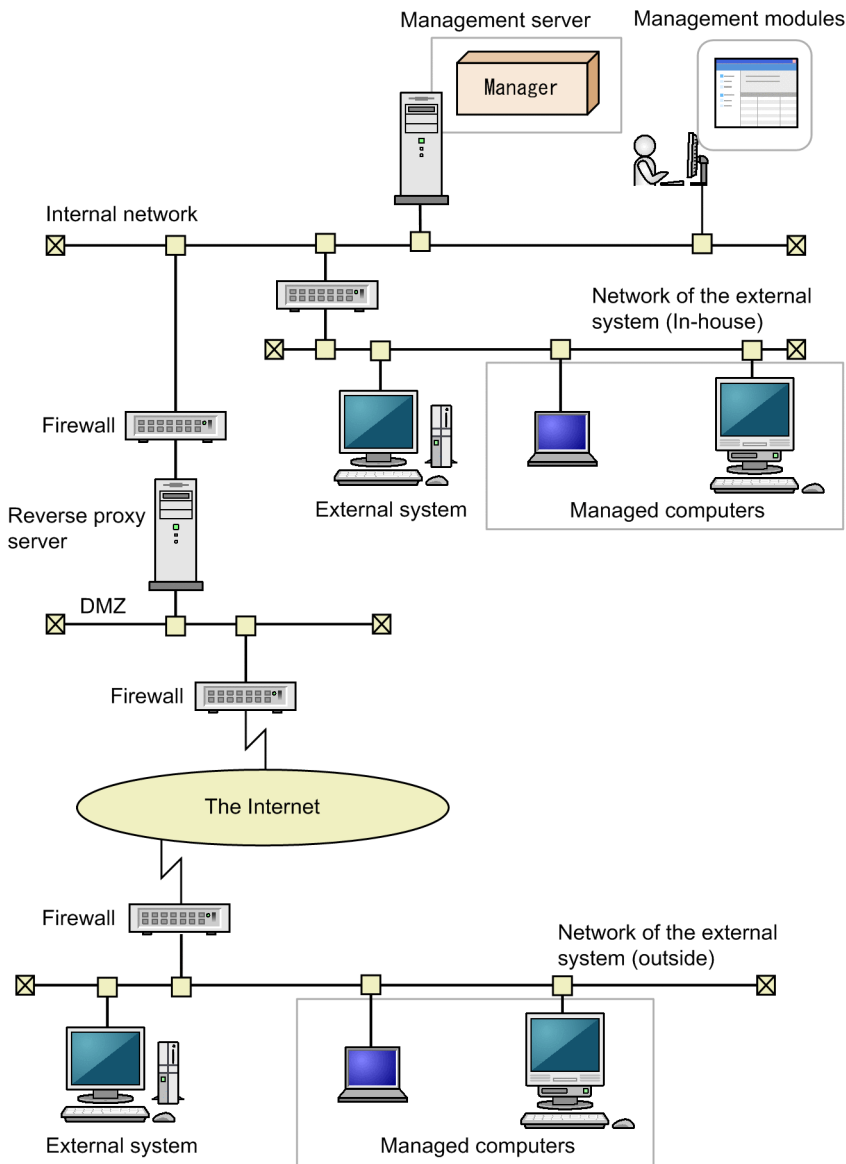 Management server
Management modules
Manager
Internal network
Network of the external
system (In-house)
Firewall
External system
Managed computers
Reverse proxy
server
DMZ
Firewall
The Internet
Firewall
Network of the external
system (outside)
External system
Managed computers